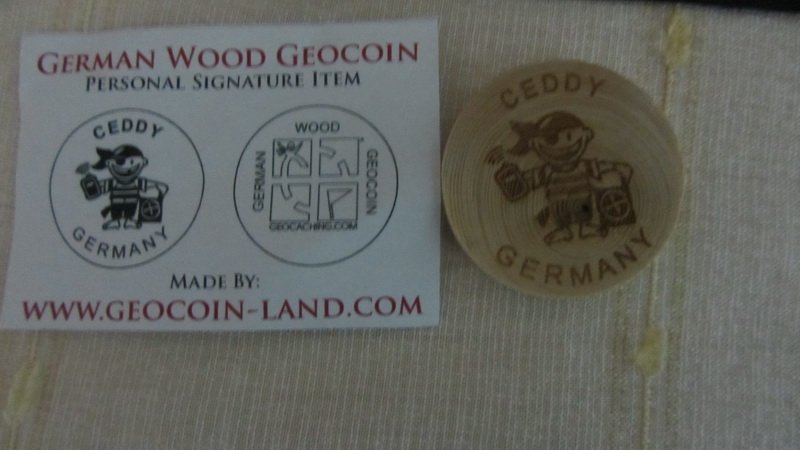 GERMAN WOOD GEOCOIN
PERSONAL SIGNATURE ITEM
CEDDY
GERMANY
WOOD
GERMAN
GEOCOIN
GEOCACHING.COM
MADE BY:
WWW.GEOCOIN-LAND.COM
CEDDY
GERMANY